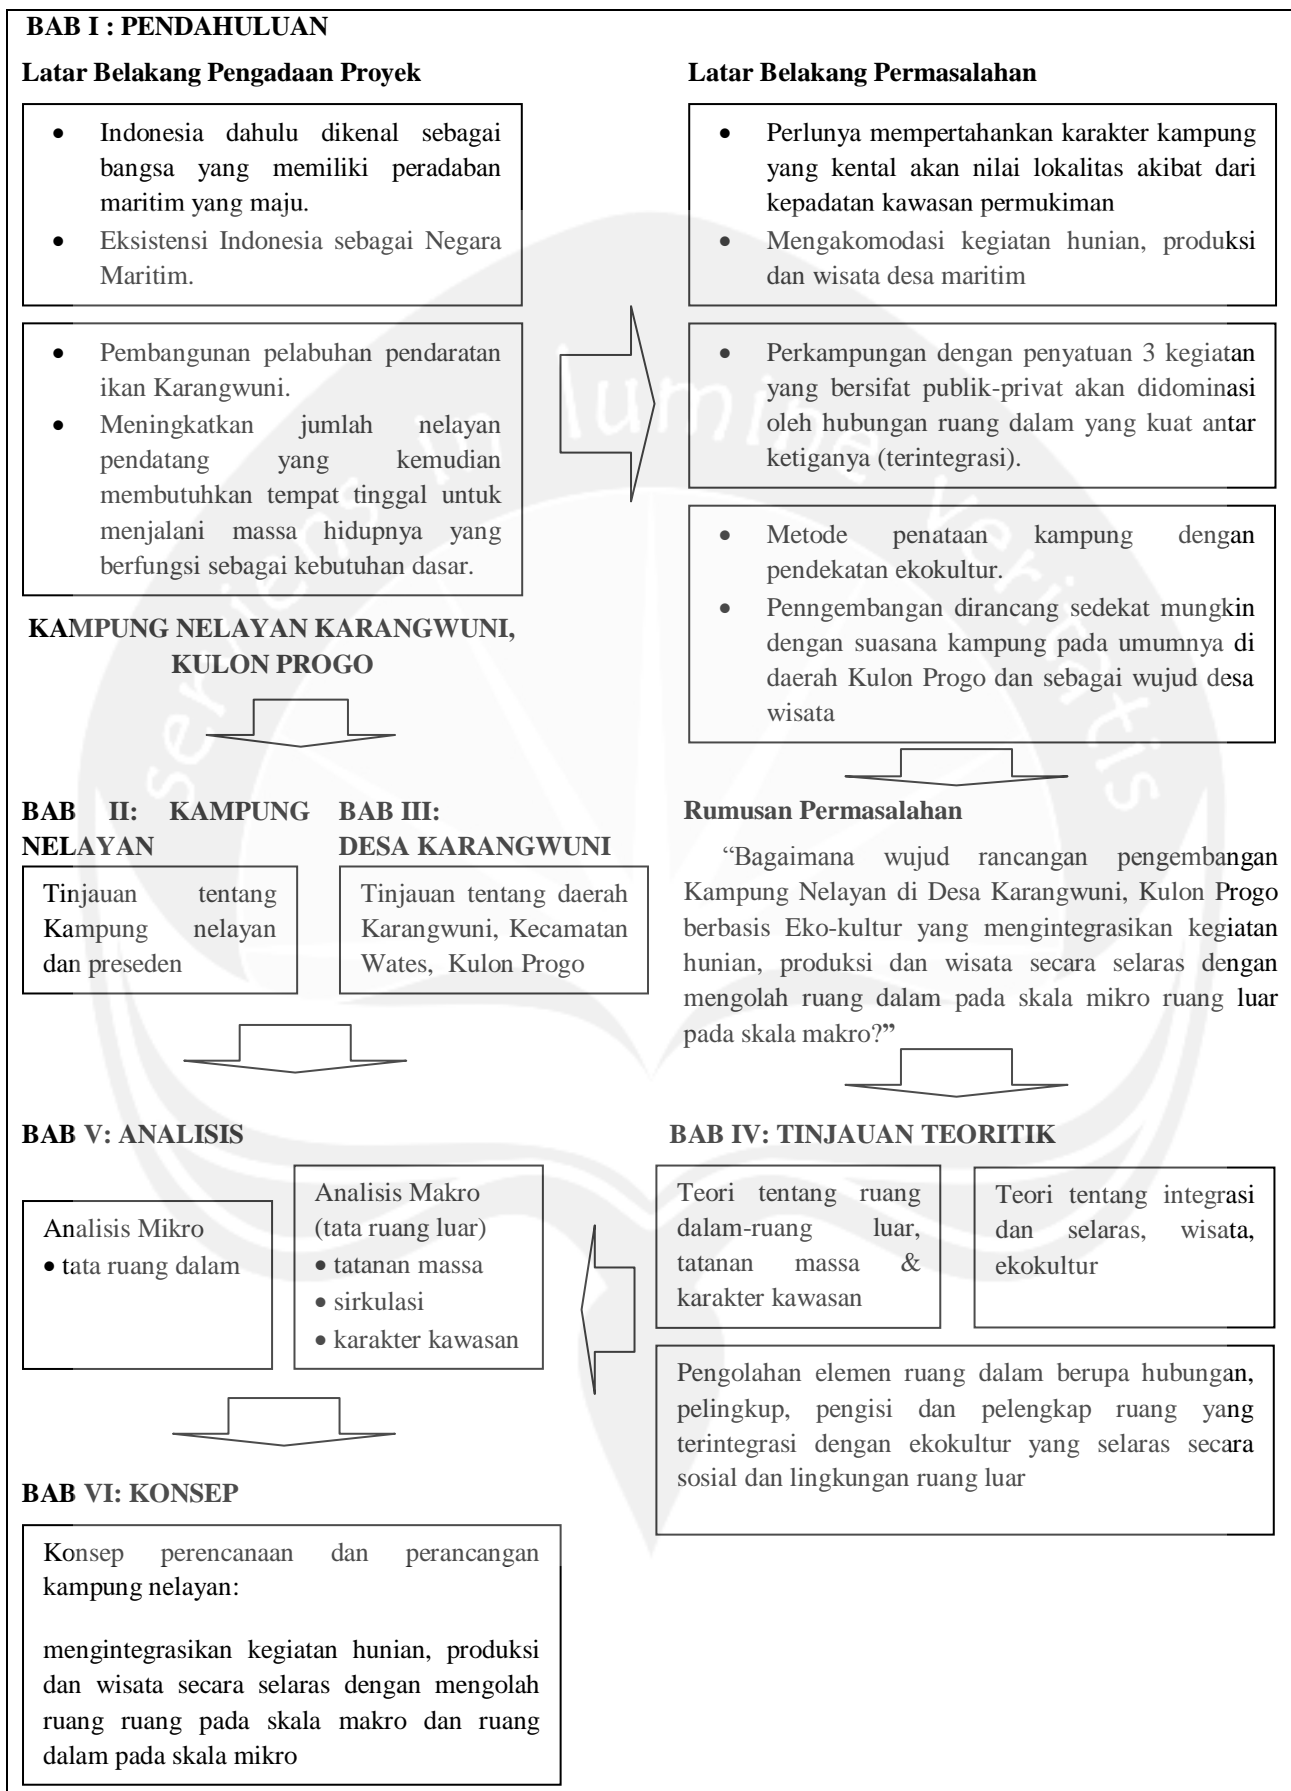 BAB I : PENDAHULUAN
Latar Belakang Pengadaan Proyek
• Indonesia dahulu dikenal sebagai
bangsa yang memiliki peradaban
maritim yang maju.
• Eksistensi Indonesia sebagai Negara
Maritim.
• Pembangunan pelabuhan pendaratan
ikan Karangwuni.
• Meningkatkan jumlah nelayan
pendatang yang kemudian
membutuhkan tempat tinggal untuk
menjalani massa hidupnya yang
berfungsi sebagai kebutuhan dasar.
KAMPUNG NELAYAN KARANGWUNI,
KULON PROGO
Latar Belakang Permasalahan
• Perlunya mempertahankan karakter kampung
yang kental akan nilai lokalitas akibat dari
kepadatan kawasan permukiman
• Mengakomodasi kegiatan hunian, produksi
dan wisata desa maritim
• Perkampungan dengan penyatuan 3 kegiatan
yang bersifat publik-privat akan didominasi
oleh hubungan ruang dalam yang kuat antar
ketiganya (terintegrasi).
• Metode penataan kampung dengan
pendekatan ekokultur.
• Penngembangan dirancang sedekat mungkin
dengan suasana kampung pada umumnya di
daerah Kulon Progo dan sebagai wujud desa
wisata
BAB II: KAMPUNG
NELAYAN
Tinjauan tentang
Kampung nelayan
dan preseden
BAB III:
DESA KARANGWUNI
Tinjauan tentang daerah
Karangwuni, Kecamatan
Wates, Kulon Progo
Rumusan Permasalahan
“Bagaimana wujud rancangan pengembangan
Kampung Nelayan di Desa Karangwuni, Kulon Progo
berbasis Eko-kultur yang mengintegrasikan kegiatan
hunian, produksi dan wisata secara selaras dengan
mengolah ruang dalam pada skala mikro ruang luar
pada skala makro?”
BAB V: ANALISIS
Analisis Mikro
• tata ruang dalam
Analisis Makro
(tata ruang luar)
• tatanan massa
• sirkulasi
• karakter kawasan
BAB IV: TINJAUAN TEORITIK
Teori tentang ruang
dalam-ruang luar,
tatanan massa &
karakter kawasan
Teori tentang integrasi
dan selaras, wisata,
ekokultur
Pengolahan elemen ruang dalam berupa hubungan,
pelingkup, pengisi dan pelengkap ruang yang
terintegrasi dengan ekokultur yang selaras secara
sosial dan lingkungan ruang luar
BAB VI: KONSEP
Konsep perencanaan dan perancangan
kampung nelayan:
mengintegrasikan kegiatan hunian, produksi
dan wisata secara selaras dengan mengolah
ruang ruang pada skala makro dan ruang
dalam pada skala mikro
serviens in lumine veritatis